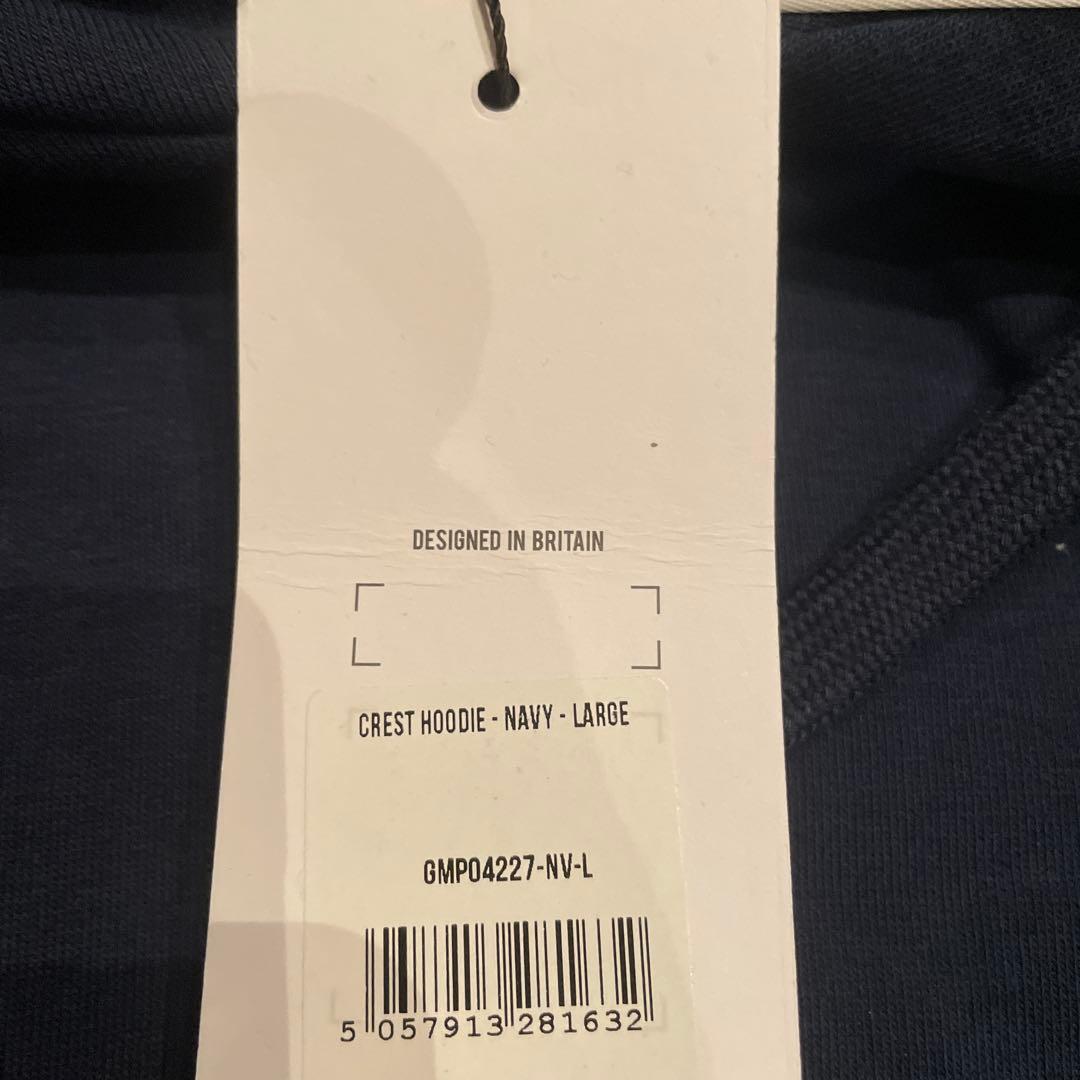 DESIGNED IN BRITAIN
CREST HOODIE - NAVY - LARGE
GMP04227-NV-L
5 057913 281632